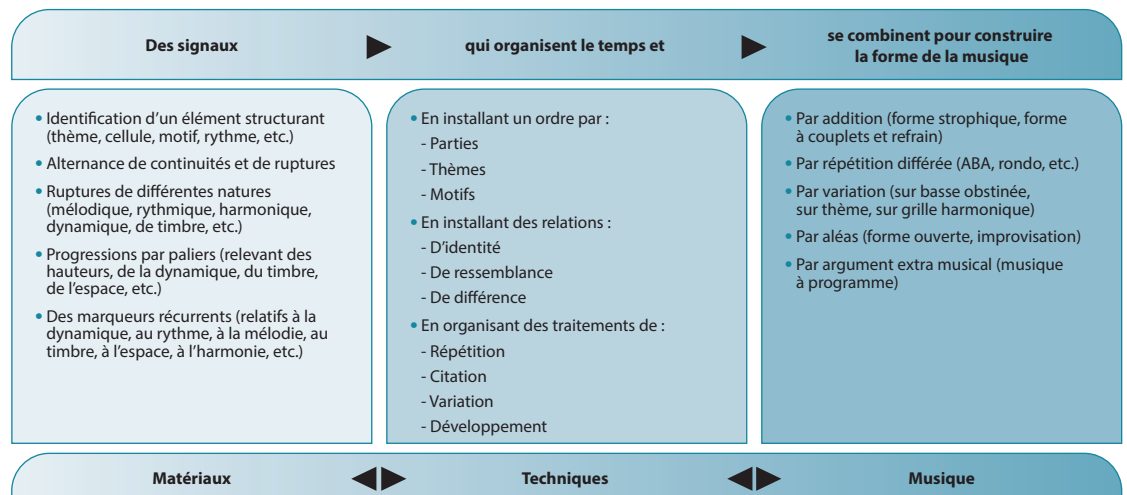 Des signaux
qui organisent le temps et
se combinent pour construire
la forme de la musique
• Identification d'un élément structurant
(thème, cellule, motif, rythme, etc.)
• Alternance de continuités et de ruptures
• Ruptures de différentes natures
(mélodique, rythmique, harmonique,
dynamique, de timbre, etc.)
• Progressions par paliers (relevant des
hauteurs, de la dynamique, du timbre,
de l'espace, etc.)
• Des marqueurs récurrents (relatifs à la
dynamique, au rythme, à la mélodie, au
timbre, à l'espace, à l'harmonie, etc.)
• En installant un ordre par :
- Parties
- Thèmes
- Motifs
• En installant des relations :
- D'identité
- De ressemblance
- De différence
• En organisant des traitements de :
- Répétition
- Citation
- Variation
- Développement
• Par addition (forme strophique, forme
à couplets et refrain)
• Par répétition différée (ABA, rondo, etc.)
• Par variation (sur basse obstinée,
sur thème, sur grille harmonique)
• Par aléas (forme ouverte, improvisation)
• Par argument extra musical (musique
à programme)
Matériaux
Techniques
Musique